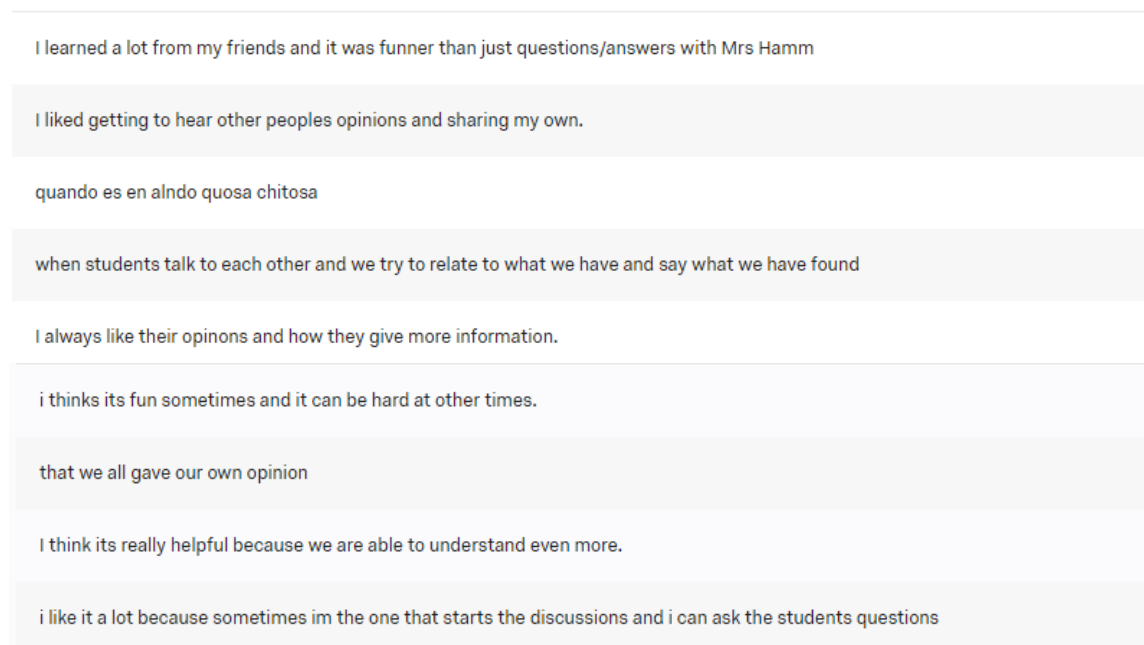 I learned a lot from my friends and it was funner than just questions/answers with Mrs Hamm
I liked getting to hear other peoples opinions and sharing my own.
quando es en alndo quosa chitosa
when students talk to each other and we try to relate to what we have and say what we have found
I always like their opinons and how they give more information.
i thinks its fun sometimes and it can be hard at other times.
that we all gave our own opinion
I think its really helpful because we are able to understand even more.
i like it a lot because sometimes im the one that starts the discussions and i can ask the students questions